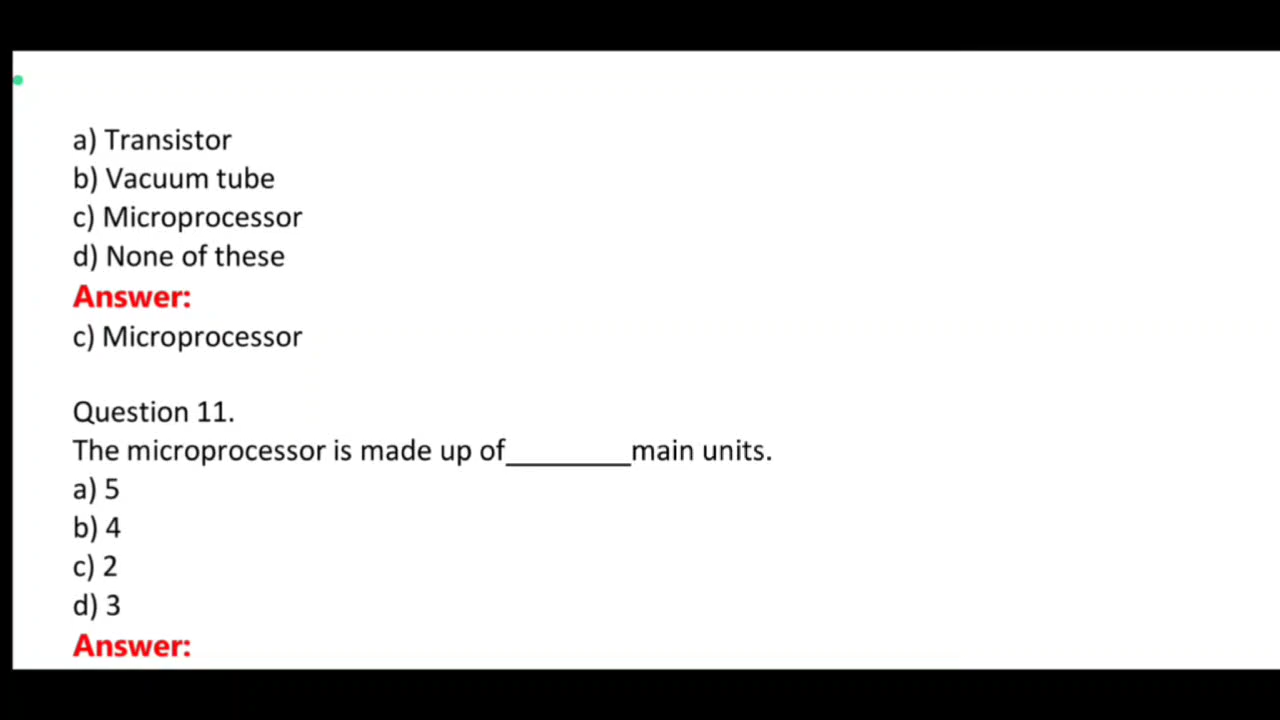 a) Transistor
b) Vacuum tube
c) Microprocessor
d) None of these
Answer:
c) Microprocessor
Question 11.
The microprocessor is made up of________main units.
a) 5
b) 4
c) 2
d) 3
Answer: